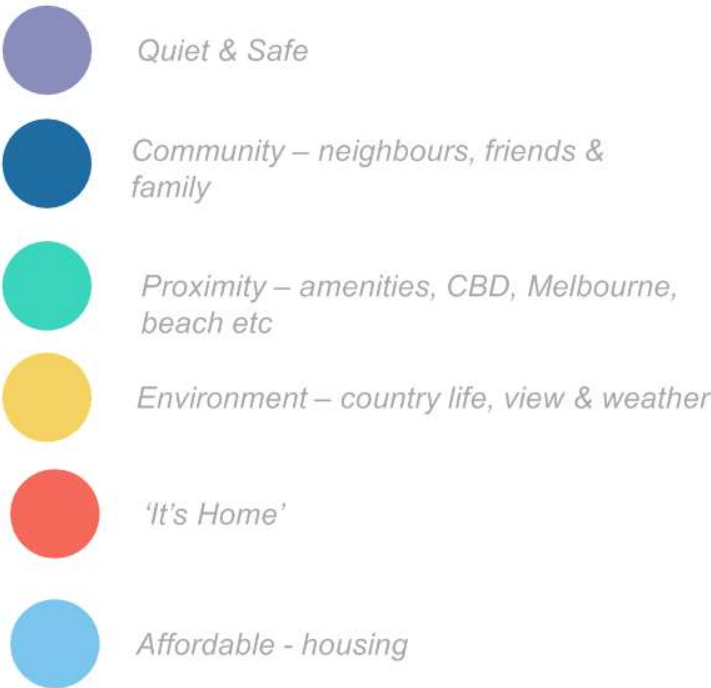 Quiet & Safe
Community – neighbours, friends &
family
Proximity – amenities, CBD, Melbourne,
beach etc
Environment – country life, view & weather
‘It’s Home’
Affordable - housing